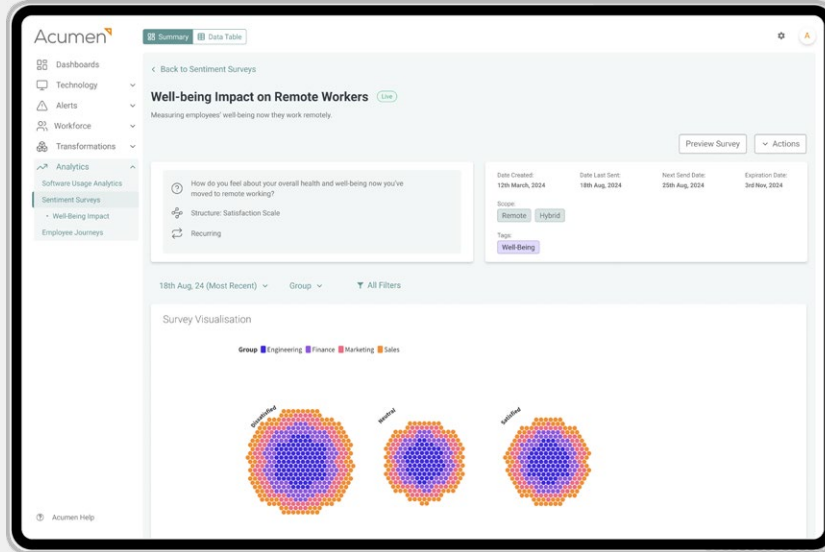 Acumen
Summary
Data Table
A
Dashboards
Technology
Alerts
Workforce
Transformations
Analytics
Software Usage Analytics
Sentiment Surveys
• Well-Being Impact
Employee Journeys
Acumen Help
Back to Sentiment Surveys
Well-being Impact on Remote Workers
Live
Measuring employees' well-being now they work remotely.
Preview Survey
Actions
How do you feel about your overall health and well-being now you've
moved to remote working?
Structure: Satisfaction Scale
Recurring
Date Created: Date Last Sent: Next Send Date: Expiration Date:
12th March, 2024 18th Aug, 2024 25th Aug, 2024 3rd Nov, 2024
Scope:
Remote Hybrid
Tags:
Well-Being
18th Aug, 24 (Most Recent) Group All Filters
Survey Visualisation
Group Engineering Finance Marketing Sales
Dissatisfied
Neutral
Satisfied